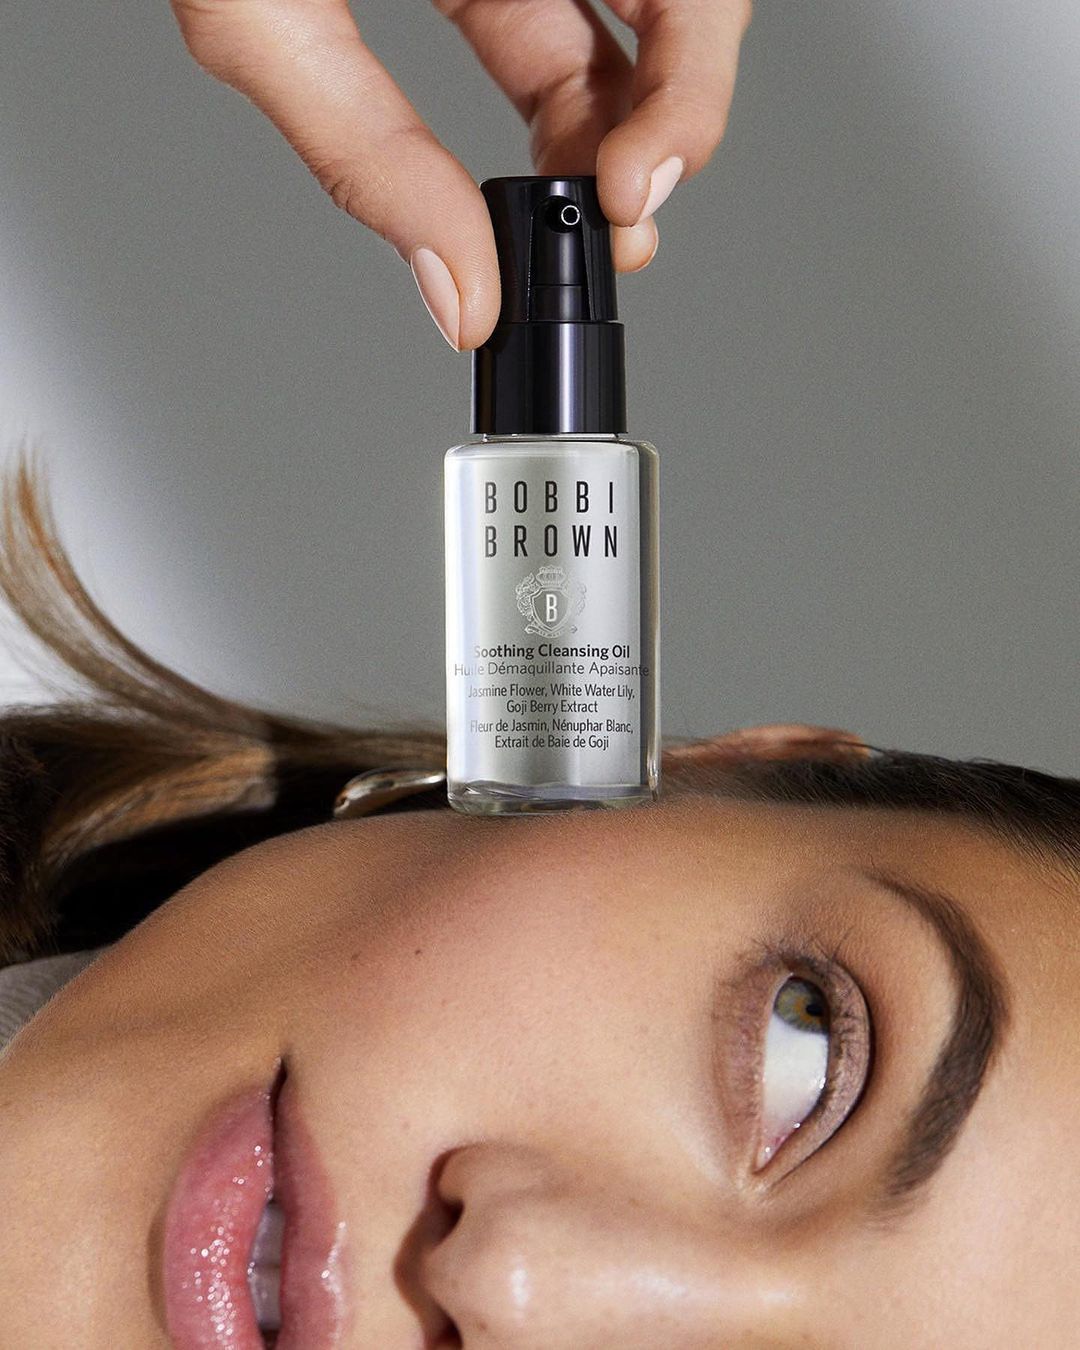 BOBBI
BROWN
B
Soothing Cleansing Oil
Huile Démaquillante Apaisante
Jasmine Flower, White Water Lily,
Goji Berry Extract
Fleur de Jasmin, Nénuphar Blanc,
Extrait de Baie de Goji